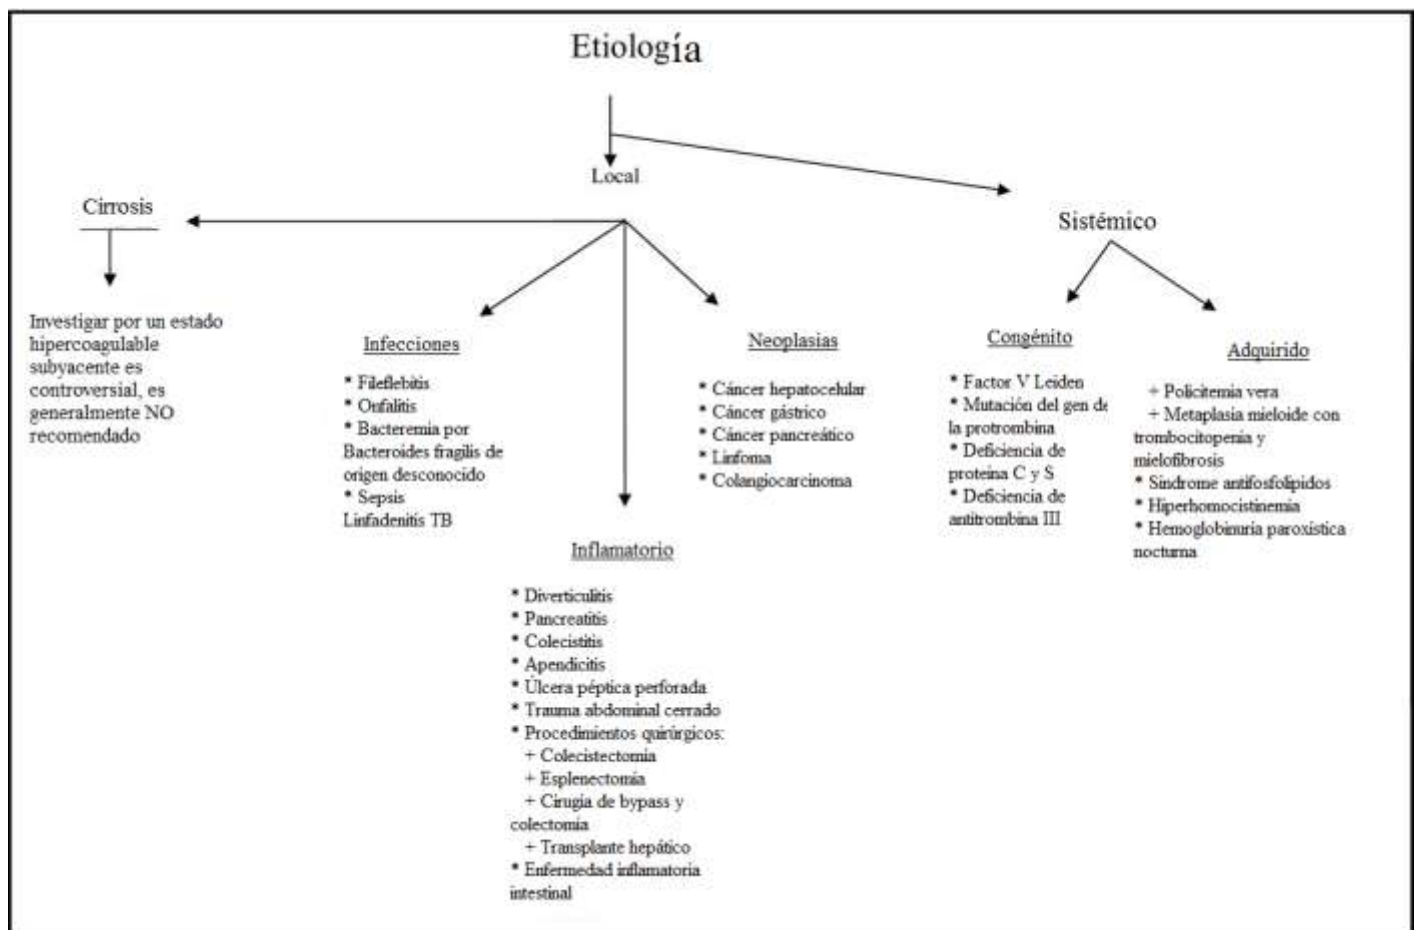 Etiología
Local
Cirrosis
Investigar por un estado
hipercoagulable
subyacente es
controversial, es
generalmente NO
recomendado
Infecciones
* Fileflebitis
* Onfalitis
* Bacteremia por
Bacteroides fragilis de
origen desconocido
* Sepsis
Linfadenitis TB
Inflamatorio
* Diverticulitis
* Pancreatitis
* Colecistitis
* Apendicitis
* Úlcera péptica perforada
* Trauma abdominal cerrado
* Procedimientos quirúrgicos:
+ Colecistectomía
+ Esplenectomía
+ Cirugía de bypass y
colectomía
+ Transplante hepático
* Enfermedad inflamatoria
intestinal
Neoplasias
* Cáncer hepatocelular
* Cáncer gástrico
* Cáncer pancreático
* Linfoma
* Colangiocarcinoma
Sistémico
Congénito
* Factor V Leiden
* Mutación del gen de
la protrombina
* Deficiencia de
proteína C y S
* Deficiencia de
antitrombina III
Adquirido
+ Policitemia vera
+ Metaplasia mieloide con
trombocitopenia y
mielofibrosis
* Síndrome antifosfolípidos
* Hiperhomocistinemia
* Hemoglobinuria paroxística
nocturna